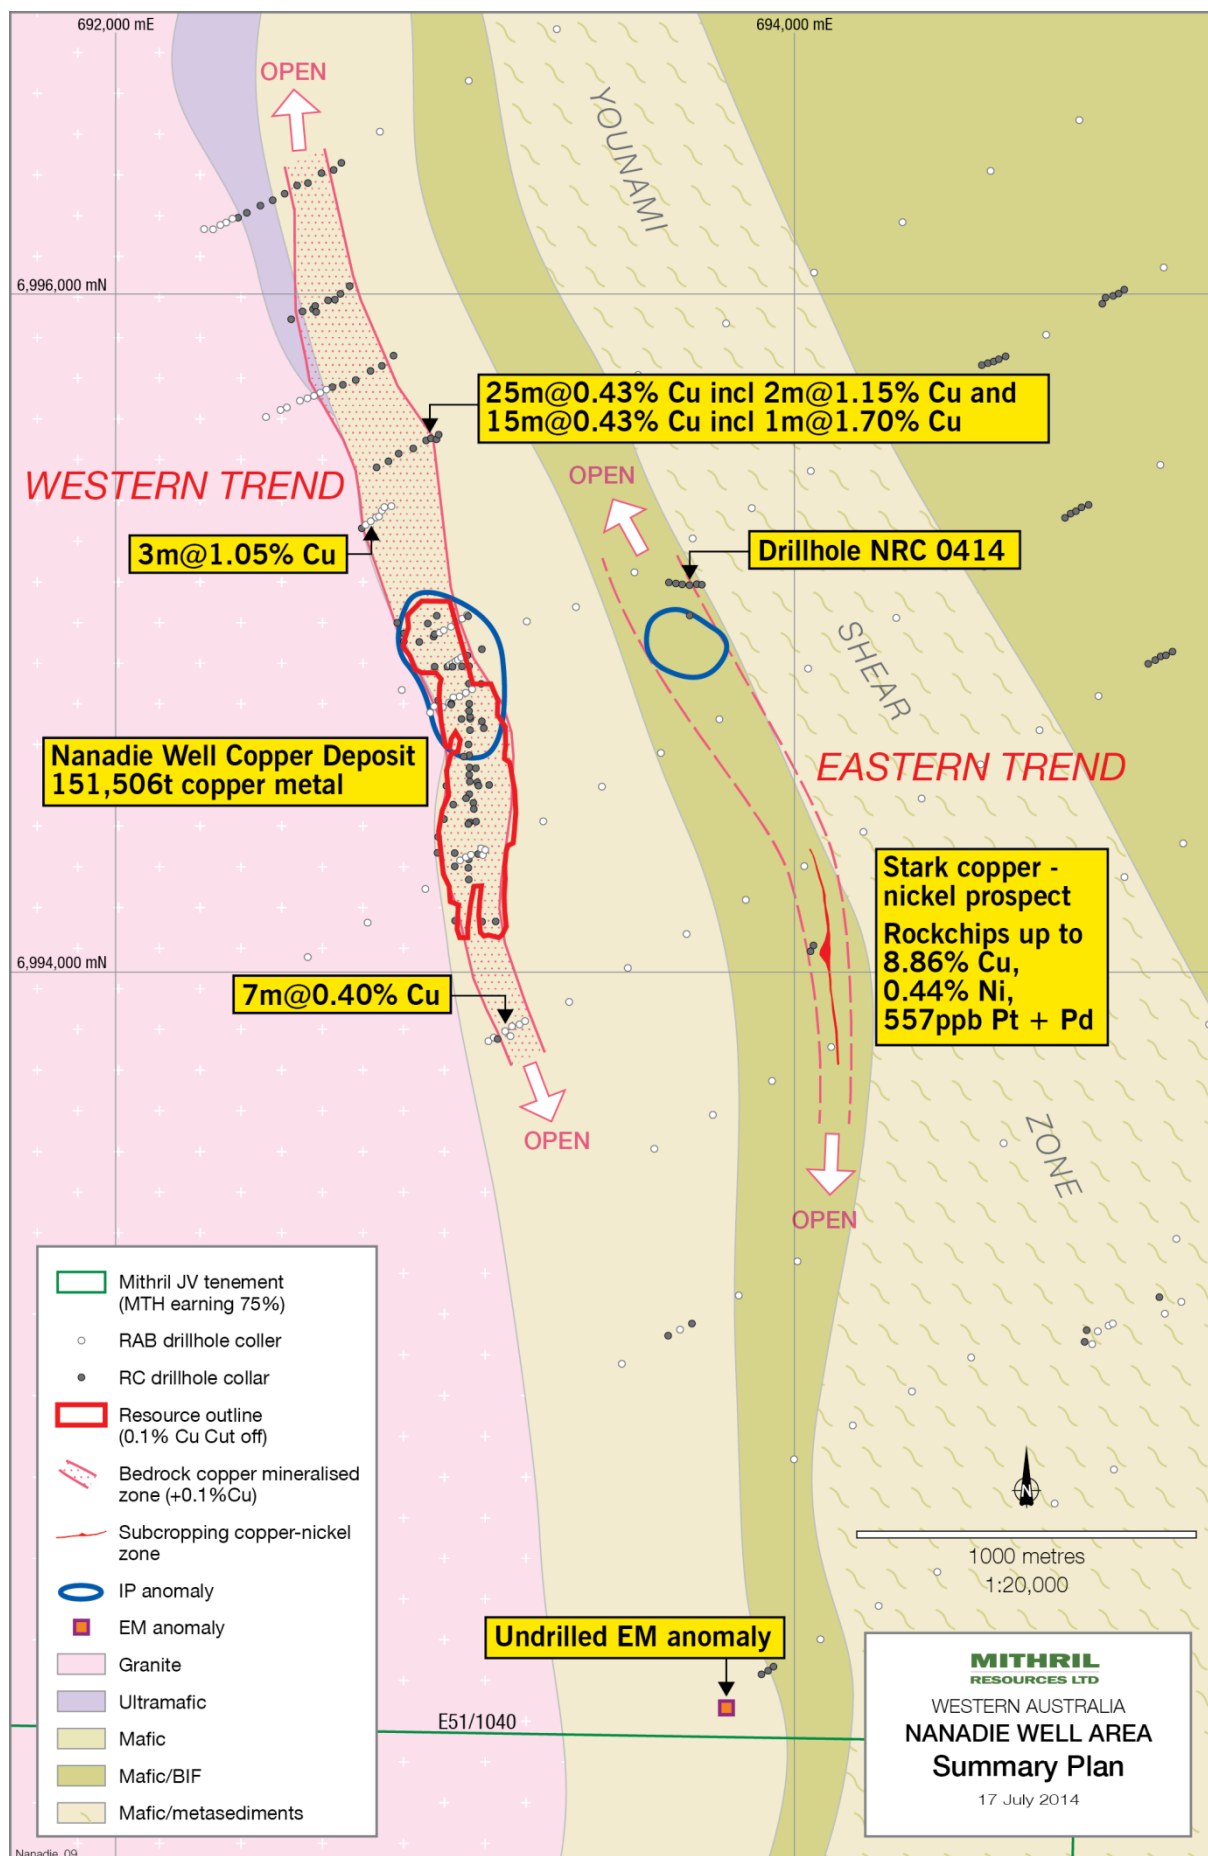 692,000 mE
694,000 mE
OPEN
YOUNAMI
6,996,000 mN
25m@0.43% Cu incl 2m@1.15% Cu and
15m@0.43% Cu incl 1m@1.70% Cu
WESTERN TREND
OPEN
3m@1.05% Cu
Drillhole NRC 0414
SHEAR
Nanadie Well Copper Deposit
151,506t copper metal
EASTERN TREND
Stark copper -
nickel prospect
Rockchips up to
8.86% Cu,
0.44% Ni,
557ppb Pt + Pd
6,994,000 mN
7m@0.40% Cu
OPEN
ZONE
OPEN
Mithril JV tenement
(MTH earning 75%)
RAB drillhole coller
RC drillhole collar
Resource outline
(0.1% Cu Cut off)
Bedrock copper mineralised
zone (+0.1%Cu)
Subcropping copper-nickel
zone
IP anomaly
EM anomaly
Granite
Ultramafic
Mafic
Mafic/BIF
Mafic/metasediments
N
1000 metres
1:20,000
Undrilled EM anomaly
E51/1040
MITHRIL
RESOURCES LTD
WESTERN AUSTRALIA
NANADIE WELL AREA
Summary Plan
17 July 2014
Nanadie_09